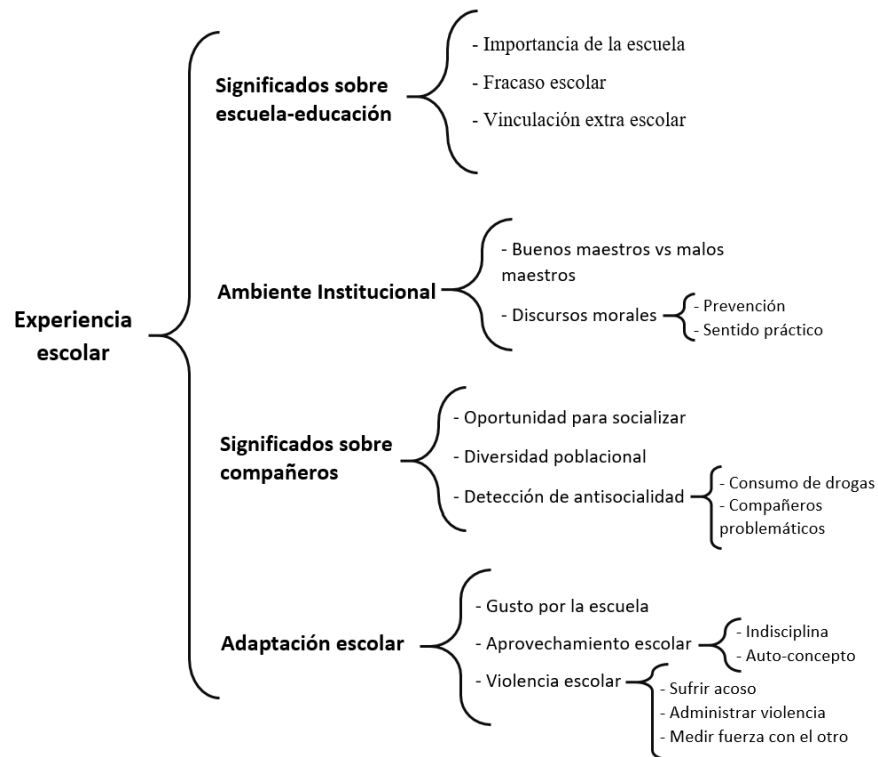 Experiencia
escolar
Significados sobre
escuela-educación
- Importancia de la escuela
- Fracaso escolar
- Vinculación extra escolar
Ambiente Institucional
- Buenos maestros vs malos
maestros
- Discursos morales
- Prevención
- Sentido práctico
Significados sobre
compañeros
- Oportunidad para socializar
- Diversidad poblacional
- Detección de antisocialidad
- Consumo de drogas
- Compañeros
problemáticos
Adaptación escolar
- Gusto por la escuela
- Aprovechamiento escolar
- Indisciplina
- Auto-concepto
- Violencia escolar
- Sufrir acoso
- Administrar violencia
- Medir fuerza con el otro